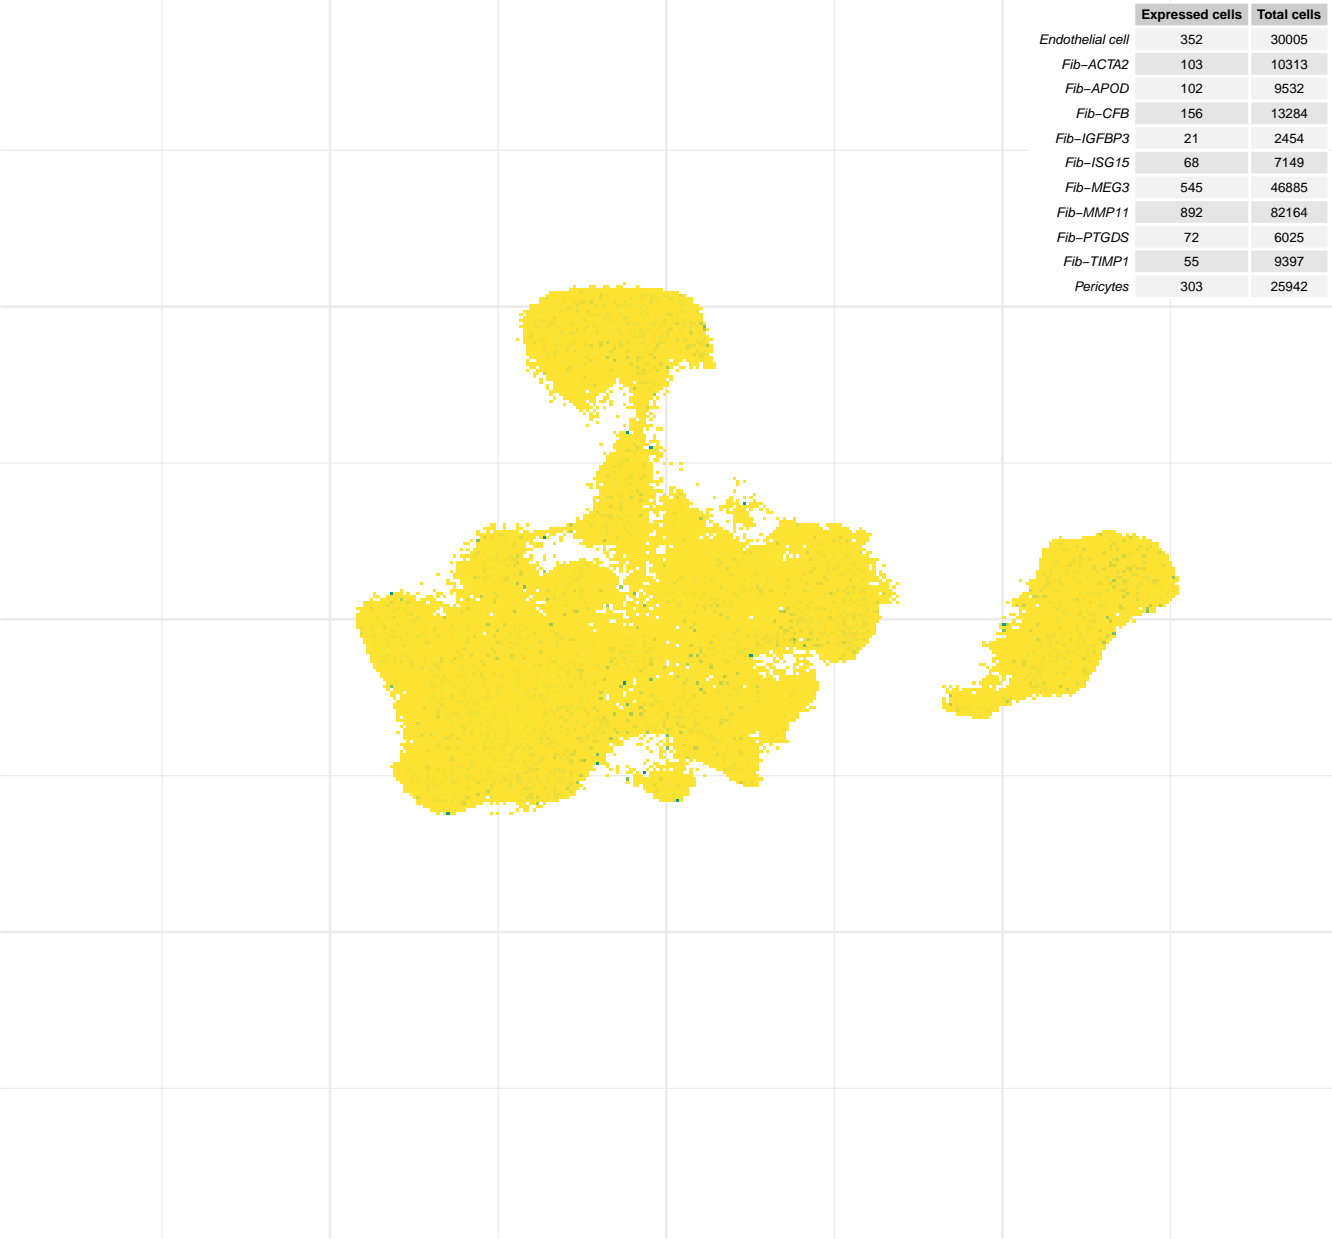 Expressed cells Total cells
Endothelial cell 352 30005
Fib−ACTA2 103 10313
Fib−APOD 102 9532
Fib−CFB 156 13284
Fib−IGFBP3 21 2454
Fib−ISG15 68 7149
Fib−MEG3 545 46885
Fib−MMP11 892 82164
Fib−PTGDS 72 6025
Fib−TIMP1 55 9397
Pericytes 303 25942